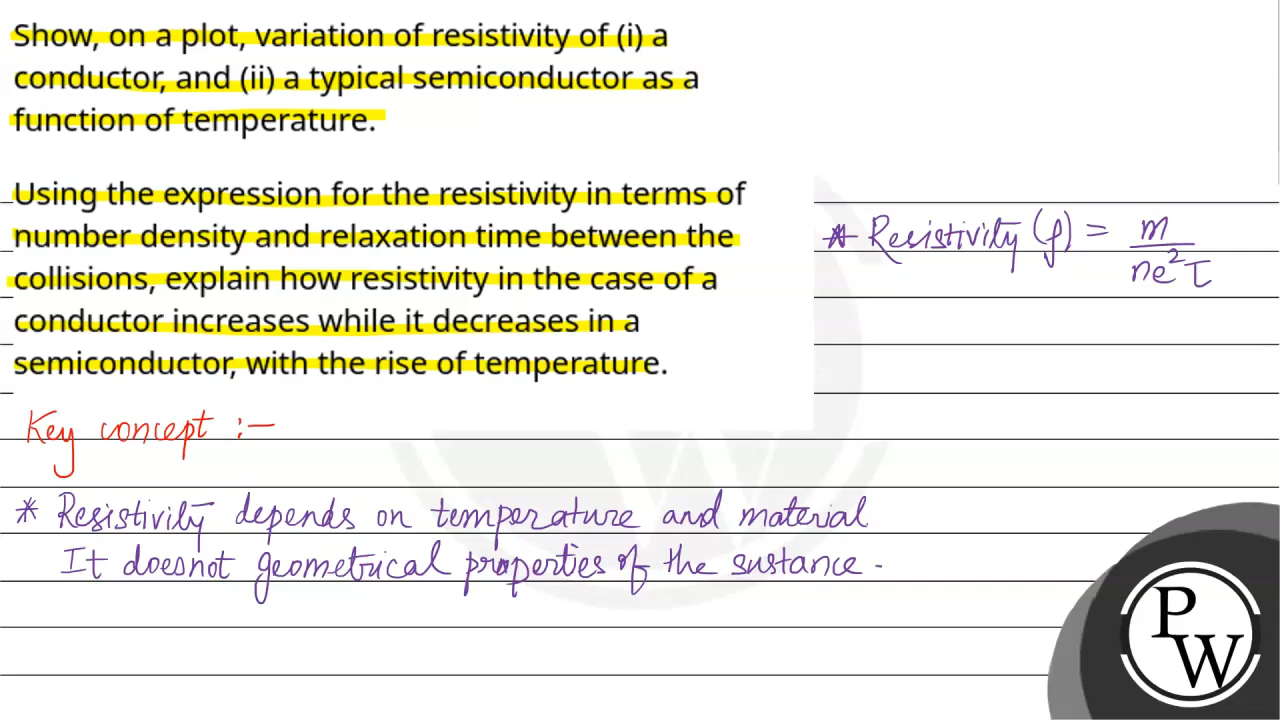 Show, on a plot, variation of resistivity of (i) a
conductor, and (ii) a typical semiconductor as a
function of temperature.
Using the expression for the resistivity in terms of
number density and relaxation time between the
collisions, explain how resistivity in the case of a
conductor increases while it decreases in a
semiconductor, with the rise of temperature.
* Resistivity (ρ) = m / ne²τ
Key concept :-
* Resistivity depends on temperature and material
It doesnot geometrical properties of the sustance.
P
W